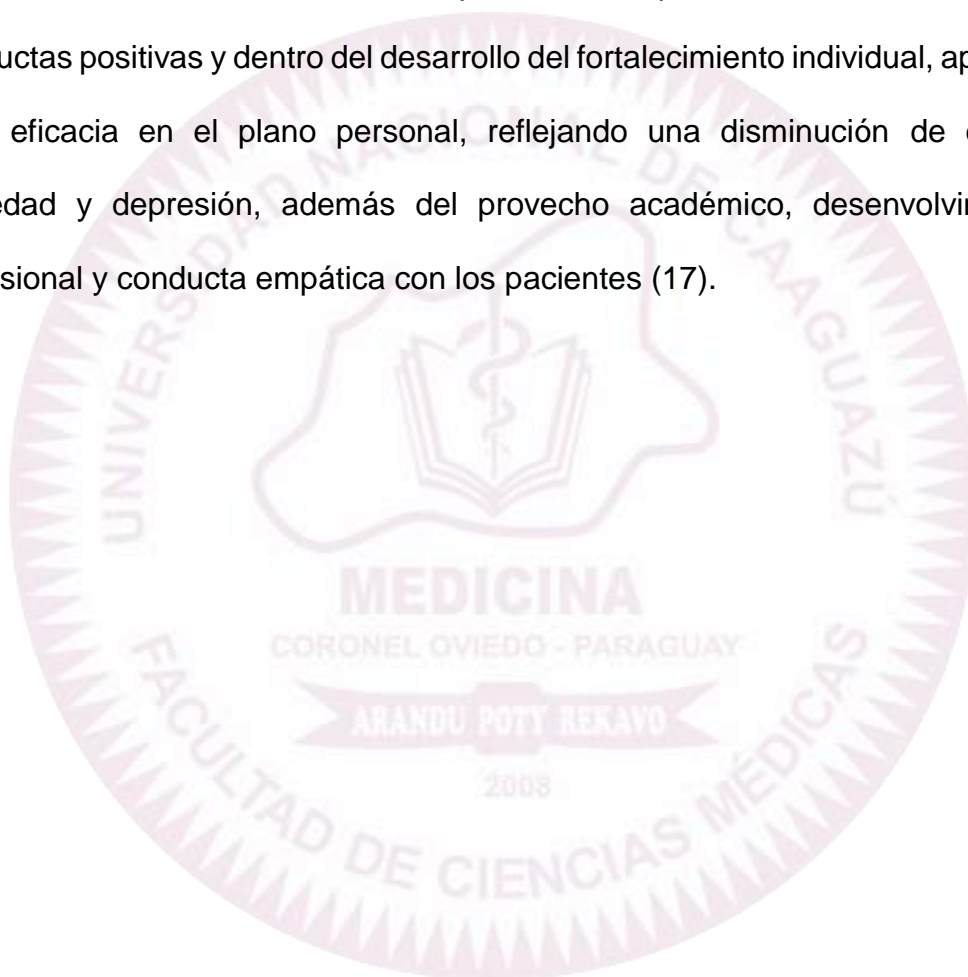 uctas positivas y dentro del desarrollo del fortalecimiento individual, ap
eficacia en el plano personal, reflejando una disminución de
edad y depresión, además del provecho académico, desenvolvi
sional y conducta empática con los pacientes (17).
UNIVERSIDAD NACIONAL DE CAAGUAZÚ
MEDICINA
CORONEL OVIEDO - PARAGUAY
ARANDU POTY REKAVO
2008
FACULTAD DE CIENCIAS MÉDICAS